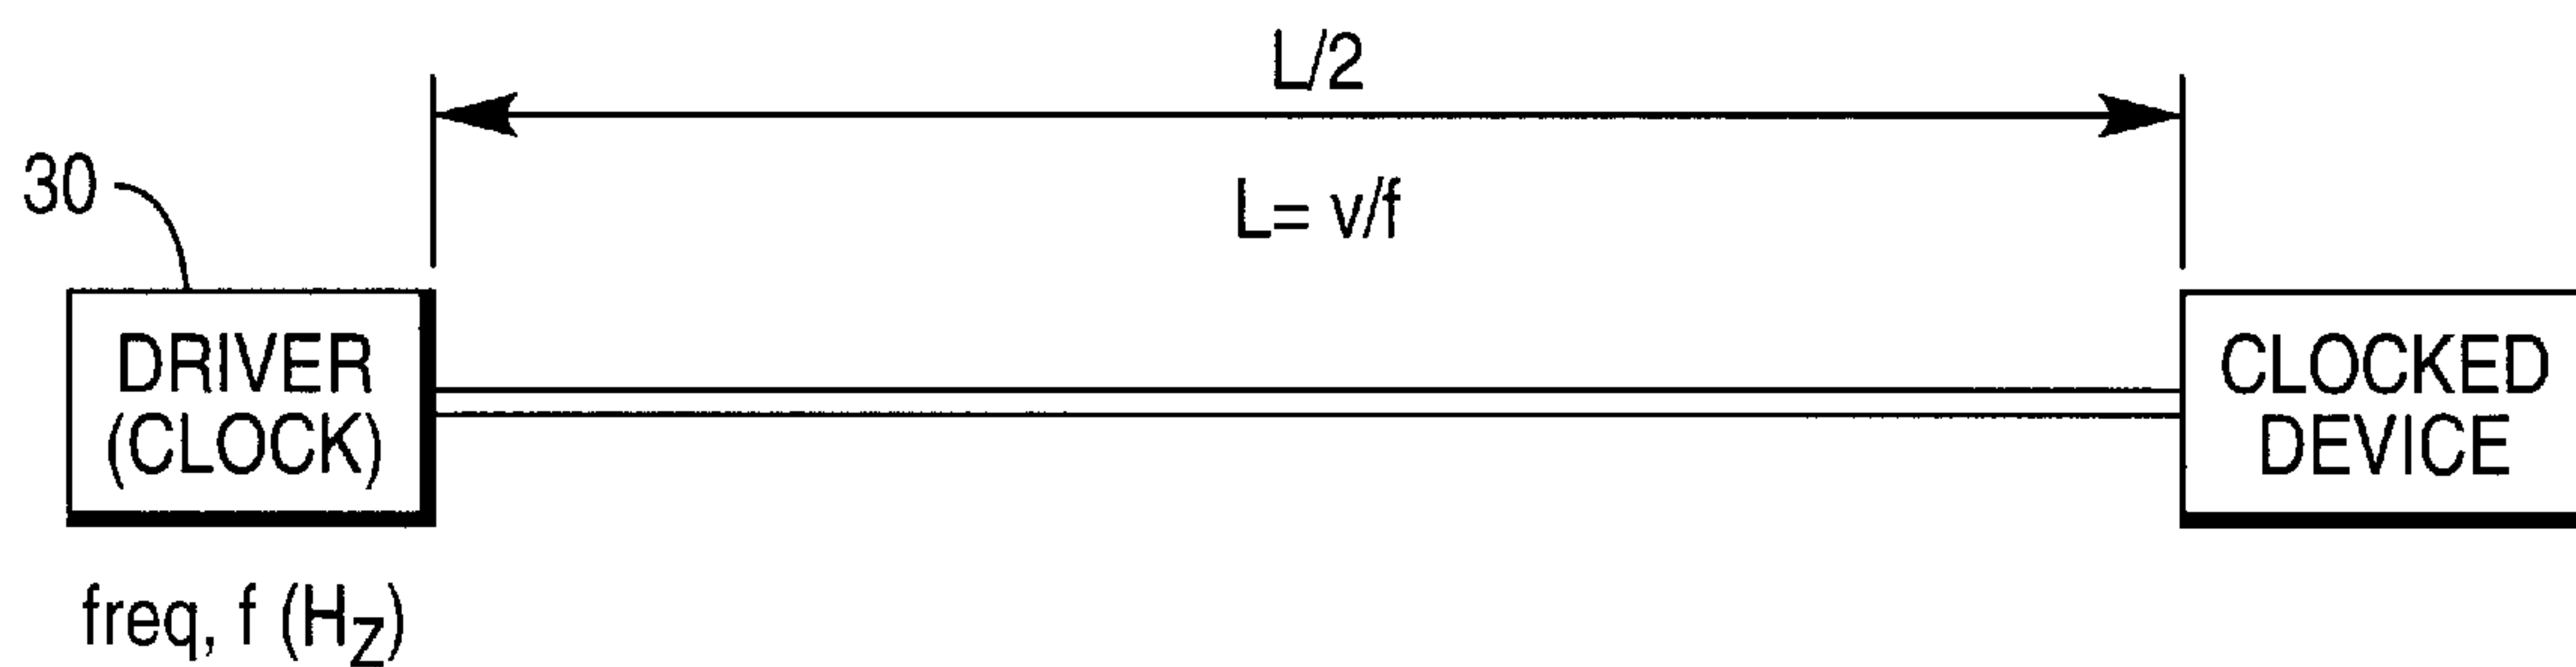 L/2
L= v/f
30
DRIVER
(CLOCK)
CLOCKED
DEVICE
freq, f (HZ)